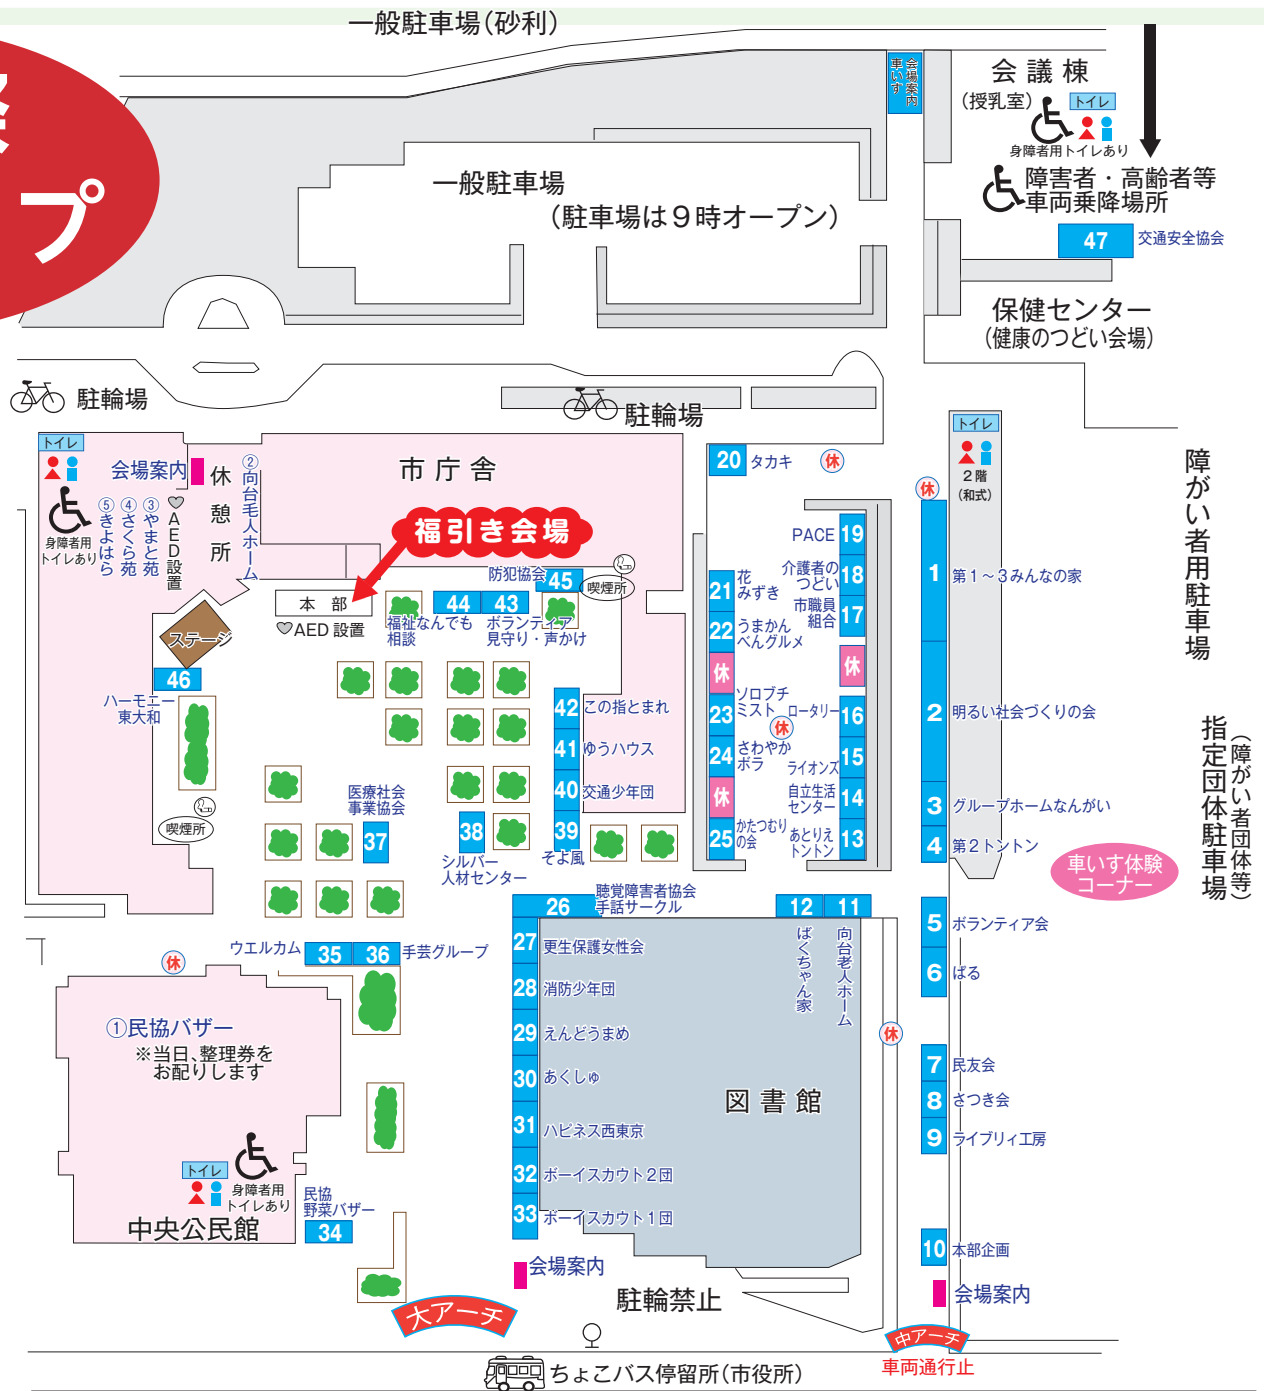 一般駐車場(砂利)
プ
会場案内
車いす
会議棟
(授乳室)
トイレ
身障者用トイレあり
障害者・高齢者等
車両乗降場所
一般駐車場
(駐車場は9時オープン)
47 交通安全協会
保健センター
(健康のつどい会場)
駐輪場
駐輪場
トイレ
身障者用
トイレあり
会場案内
休憩所
②向台毛人ホーム
♡AED設置
③やまと苑
④さくら苑
⑤きよはら
市庁舎
福引き会場
本部
♡AED設置
ステージ
46
ハーモニー
東大和
喫煙所
防犯協会
45
喫煙所
44
福祉なんでも
相談
43
ボランティア
見守り・声かけ
42 この指とまれ
41 ゆうハウス
40 交通少年団
39
そよ風
38
シルバー
人材センター
医療社会
事業協会
37
20 タカキ
休
21 花
みずき
22 うまかん
べんグルメ
休
23 ソロプチ
ミスト
24 さわやか
ボラ
休
25 かたつむり
の会
休
PACE 19
介護者の
つどい 18
市職員
組合 17
休
ロータリー 16
ライオンズ 15
自立生活
センター 14
あとりえ
トントン 13
トイレ
2階
(和式)
休
1 第1～3みんなの家
2 明るい社会づくりの会
3 グループホームなんがい
4 第2トントン
車いす体験
コーナー
障がい者用駐車場
指定団体駐車場
(障がい者団体等)
5 ボランティア会
6 ぱる
7 民友会
8 さつき会
9 ライブリィ工房
10 本部企画
会場案内
中アーチ
車両通行止
11
向台老人ホーム
12
ばくちゃん家
休
26 聴覚障害者協会
手話サークル
27 更生保護女性会
28 消防少年団
29 えんどうまめ
30 あくしゅ
31 ハピネス西東京
32 ボーイスカウト2団
33 ボーイスカウト1団
図書館
会場案内
駐輪禁止
ウエルカム 35
36 手芸グループ
休
①民協バザー
※当日、整理券を
お配りします
トイレ
身障者用
トイレあり
中央公民館
民協
野菜バザー
34
大アーチ
ちょこバス停留所(市役所)